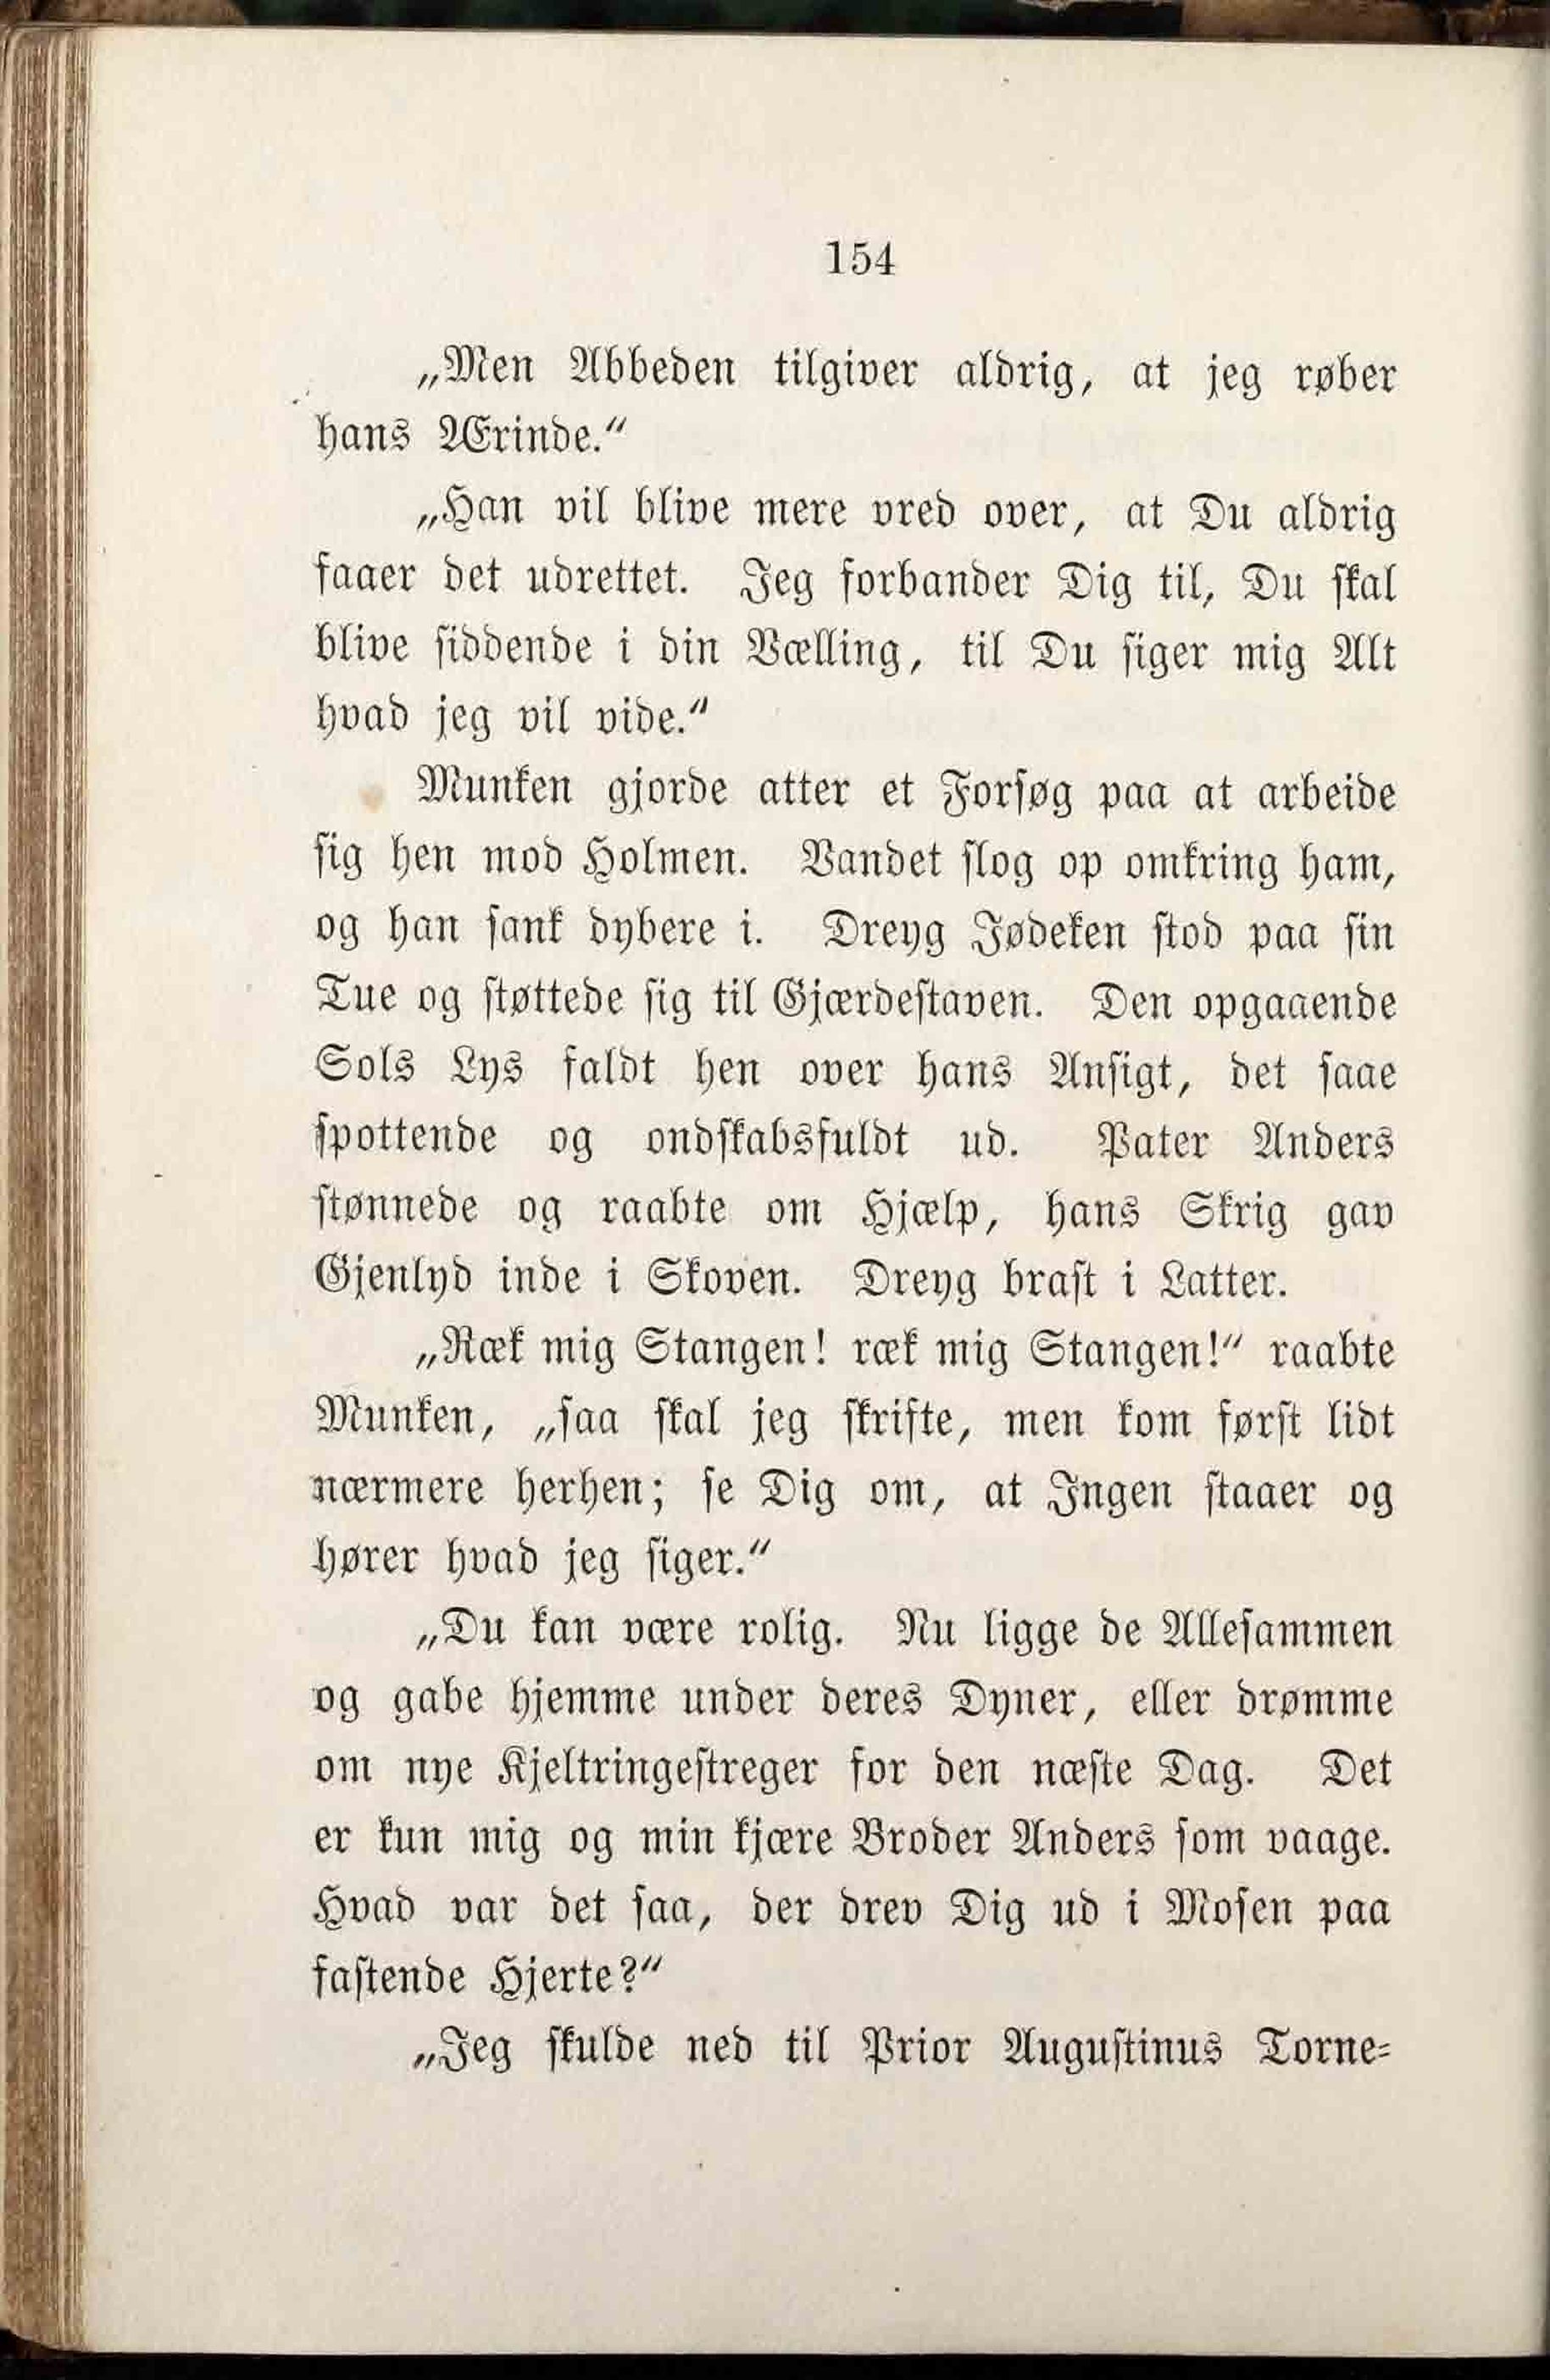 154
„Men Abbeden tilgiver aldrig, at jeg røber
hans Ærinde.“
„Han vil blive mere vred over, at Du aldrig
faaer det udrettet. Jeg forbander Dig til, Du skal
blive siddende i din Vælling, til Du siger mig Alt
hvad jeg vil vide.“
Munken gjorde atter et Forsøg paa at arbeide
sig hen mod Holmen. Vandet slog op omkring ham,
og han sank dybere i. Dreyg Jødeken stod paa sin
Tue og støttede sig til Gjærdestaven. Den opgaaende
Sols Lys faldt hen over hans Ansigt, det saae
spottende og ondskabsfuldt ud. Pater Anders
stønnede og raabte om Hjælp, hans Skrig gav
Gjenlyd inde i Skoven. Dreyg brast i Latter.
„Ræk mig Stangen! ræk mig Stangen!“ raabte
Munken, „saa skal jeg skrifte, men kom først lidt
nærmere herhen; se Dig om, at Ingen staaer og
hører hvad jeg siger.“
„Du kan være rolig. Nu ligge de Allesammen
og gabe hjemme under deres Dyner, eller drømme
om nye Kjeltringestreger for den næste Dag. Det
er kun mig og min kjære Broder Anders som vaage.
Hvad var det saa, der drev Dig ud i Mosen paa
fastende Hjerte?“
„Jeg skulde ned til Prior Augustinus Torne-